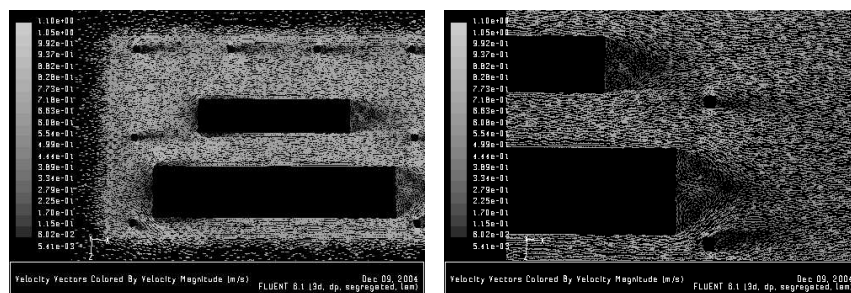 1.10e+00
1.05e+00
9.92e-01
9.37e-01
8.82e-01
8.28e-01
7.73e-01
7.18e-01
6.63e-01
6.08e-01
5.54e-01
4.99e-01
4.44e-01
3.89e-01
3.34e-01
2.79e-01
2.25e-01
1.70e-01
1.15e-01
6.02e-02
5.41e-03
Z
X
Velocity Vectors Colored By Velocity Magnitude (m/s)
Dec 09, 2004
FLUENT 6.1 (3d, dp, segregated, lam)
1.10e+00
1.05e+00
9.92e-01
9.37e-01
8.82e-01
8.28e-01
7.73e-01
7.18e-01
6.63e-01
6.08e-01
5.54e-01
4.99e-01
4.44e-01
3.89e-01
3.34e-01
2.79e-01
2.25e-01
1.70e-01
1.15e-01
6.02e-02
5.41e-03
Z
X
Velocity Vectors Colored By Velocity Magnitude (m/s)
Dec 09, 2004
FLUENT 6.1 (3d, dp, segregated, lam)